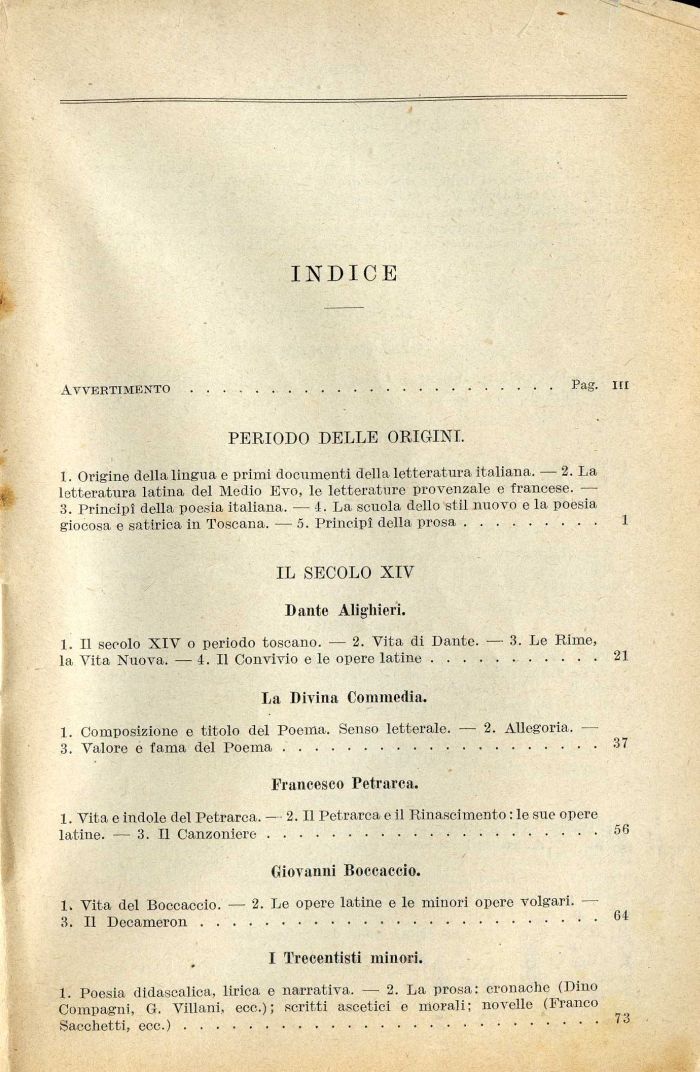 INDICE
AVVERTIMENTO . . . . . . . . . . . . . . . . . . . . . . . Pag. III
PERIODO DELLE ORIGINI.
1. Origine della lingua e primi documenti della letteratura italiana. — 2. La
letteratura latina del Medio Evo, le letterature provenzale e francese. —
3. Principî della poesia italiana. — 4. La scuola dello stil nuovo e la poesia
giocosa e satirica in Toscana. — 5. Principî della prosa . . . . . . . . . 1
IL SECOLO XIV
Dante Alighieri.
1. Il secolo XIV o periodo toscano. — 2. Vita di Dante. — 3. Le Rime,
la Vita Nuova. — 4. Il Convivio e le opere latine . . . . . . . . . . . 21
La Divina Commedia.
1. Composizione e titolo del Poema. Senso letterale. — 2. Allegoria. —
3. Valore e fama del Poema . . . . . . . . . . . . . . . . . . . . 37
Francesco Petrarca.
1. Vita e indole del Petrarca. — 2. Il Petrarca e il Rinascimento: le sue opere
latine. — 3. Il Canzoniere . . . . . . . . . . . . . . . . . . . . . 56
Giovanni Boccaccio.
1. Vita del Boccaccio. — 2. Le opere latine e le minori opere volgari. —
3. Il Decameron . . . . . . . . . . . . . . . . . . . . . . . . . 64
I Trecentisti minori.
1. Poesia didascalica, lirica e narrativa. — 2. La prosa: cronache (Dino
Compagni, G. Villani, ecc.); scritti ascetici e morali; novelle (Franco
Sacchetti, ecc.) . . . . . . . . . . . . . . . . . . . . . . . . . . 73